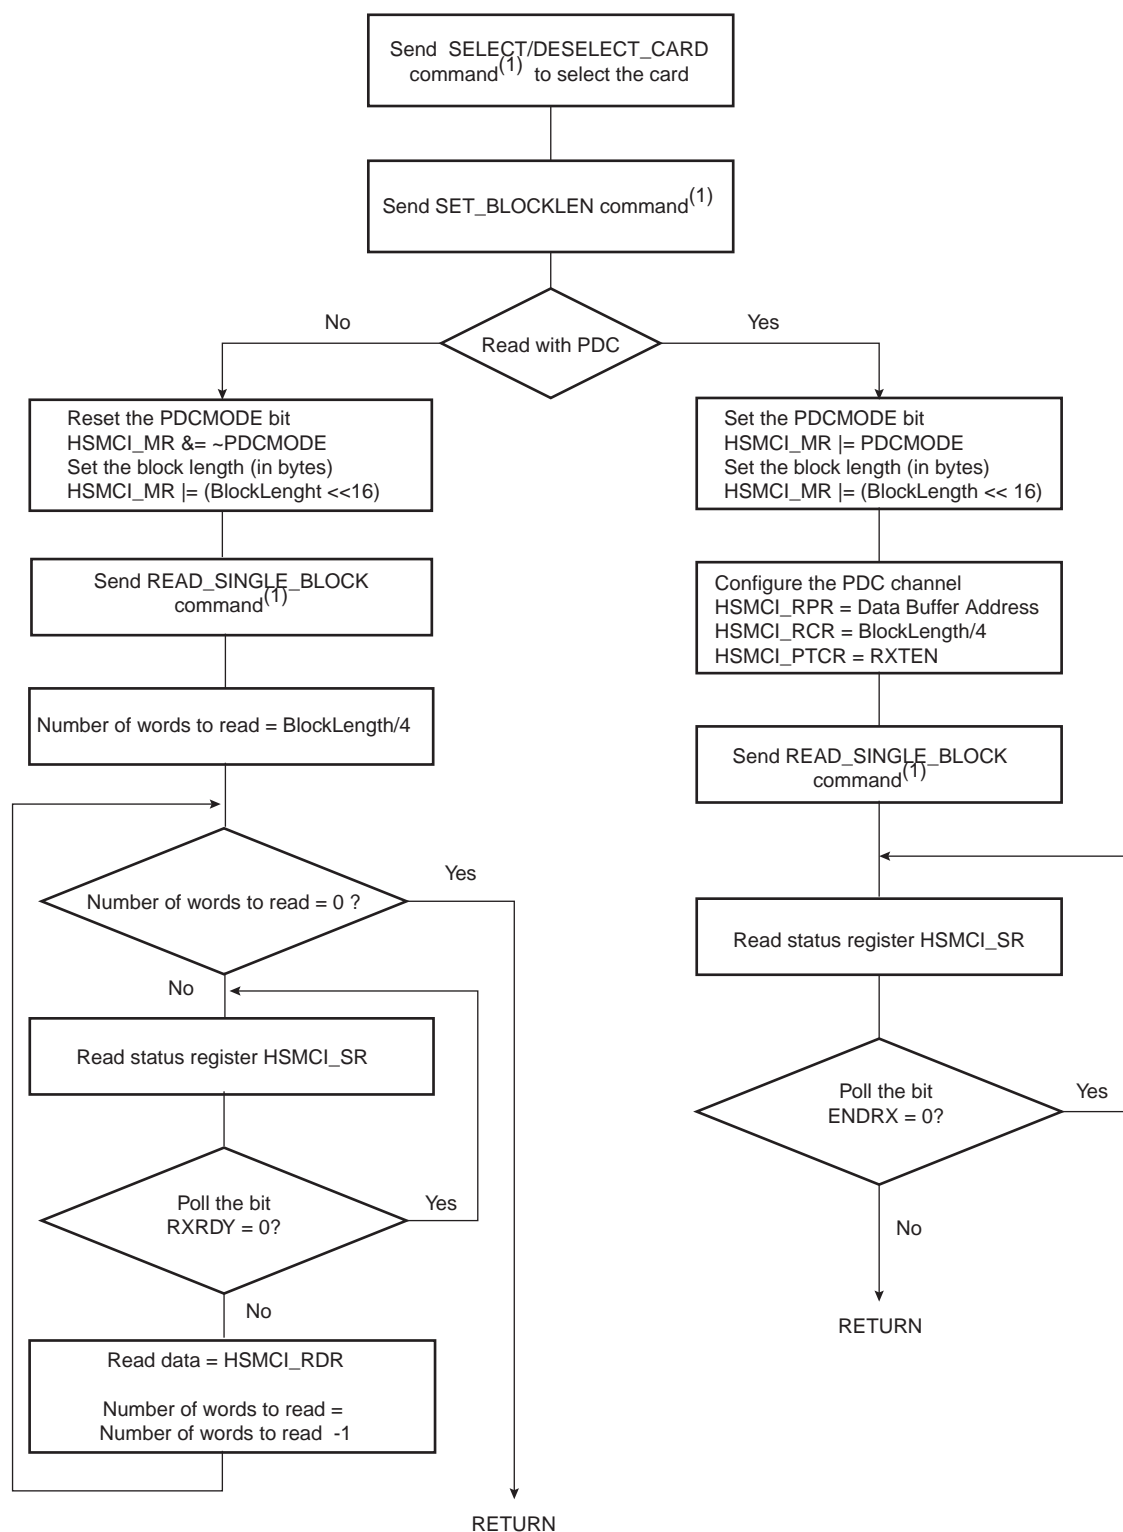 Send  SELECT/DESELECT_CARD
command(1)  to select the card
Send SET_BLOCKLEN command(1)
No
Yes
Read with PDC
Reset the PDCMODE bit
HSMCI_MR &= ~PDCMODE
Set the block length (in bytes)
HSMCI_MR |= (BlockLenght <<16)
Send READ_SINGLE_BLOCK
command(1)
Number of words to read = BlockLength/4
Number of words to read = 0 ?
Yes
No
Read status register HSMCI_SR
Poll the bit
RXRDY = 0?
Yes
No
Read data = HSMCI_RDR
Number of words to read =
Number of words to read  -1
RETURN
Set the PDCMODE bit
HSMCI_MR |= PDCMODE
Set the block length (in bytes)
HSMCI_MR |= (BlockLength << 16)
Configure the PDC channel
HSMCI_RPR = Data Buffer Address
HSMCI_RCR = BlockLength/4
HSMCI_PTCR = RXTEN
Send READ_SINGLE_BLOCK
command(1)
Read status register HSMCI_SR
Poll the bit
ENDRX = 0?
Yes
No
RETURN